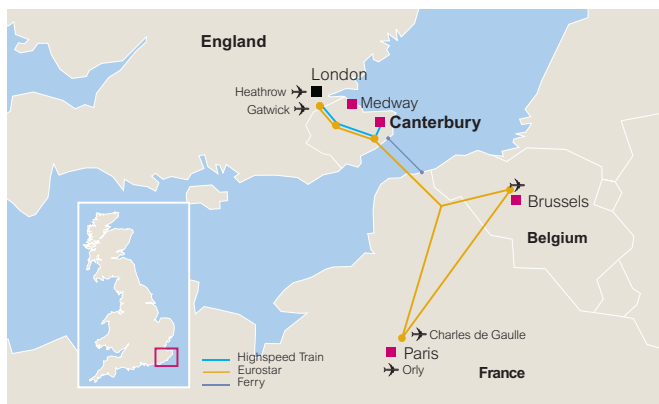 England
London
Heathrow
Gatwick
Medway
Canterbury
Brussels
Belgium
Charles de Gaulle
Paris
Orly
France
Highspeed Train
Eurostar
Ferry